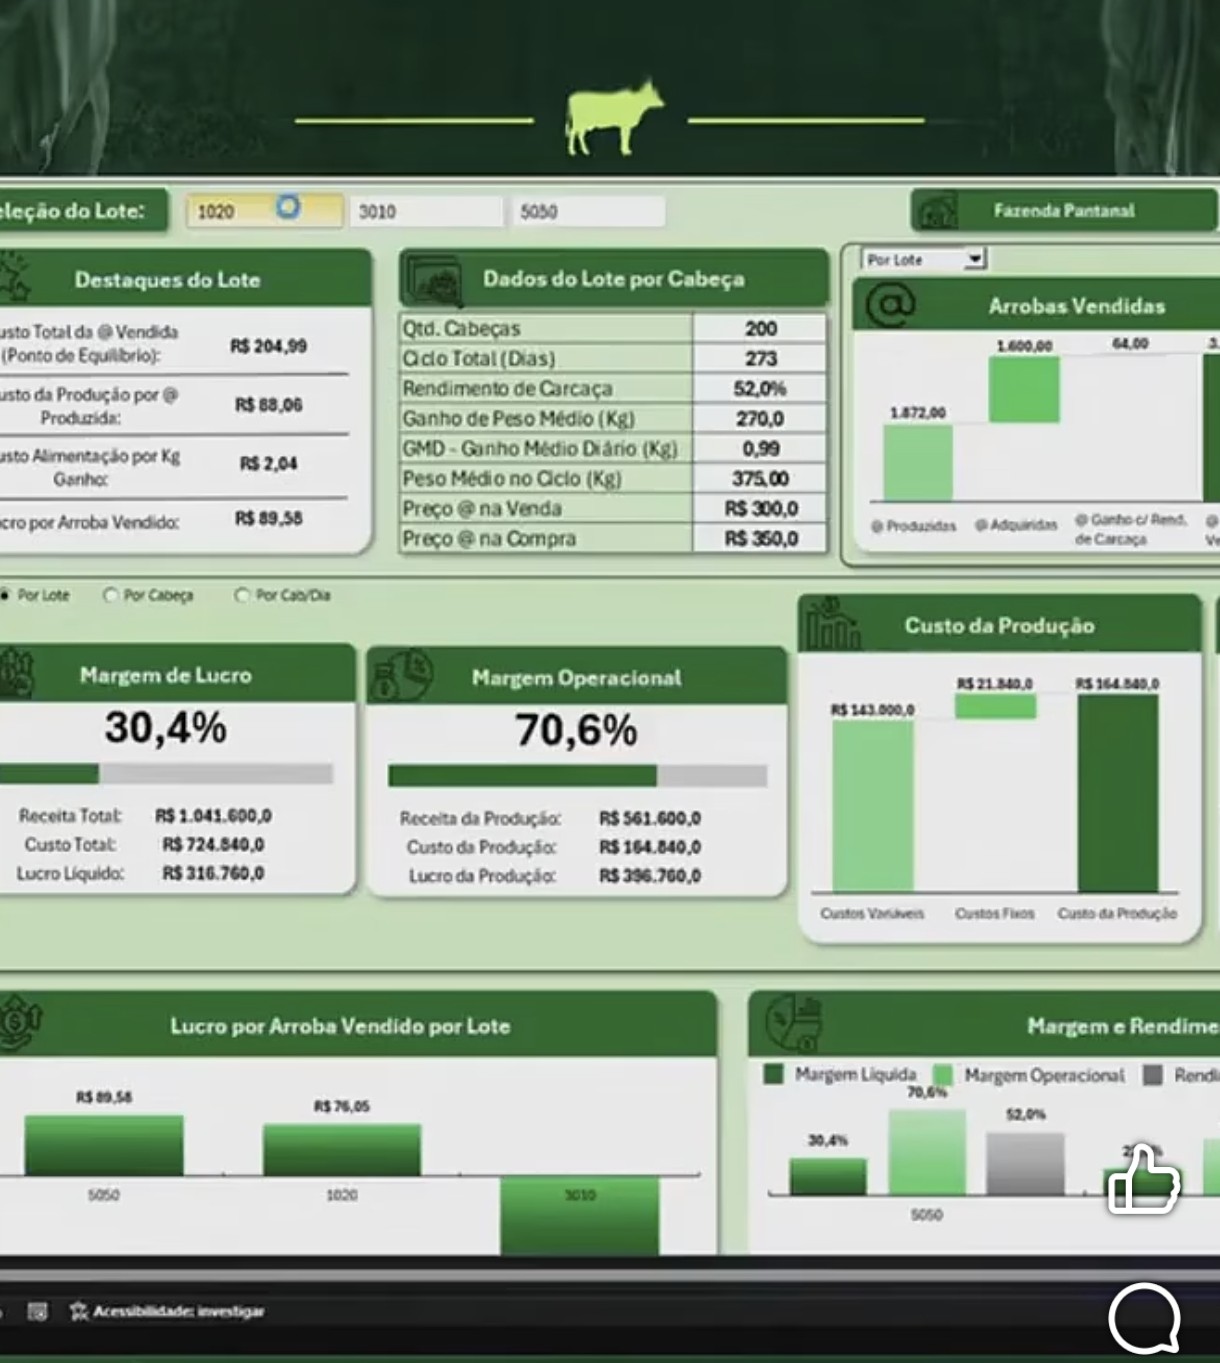 eleção do Lote:
1020
3010
5050
Fazenda Pantanal
Destaques do Lote
usto Total da @ Vendida
(Ponto de Equilíbrio):
R$ 204,99
usto da Produção por @
Produzida:
R$ 88,06
usto Alimentação por Kg
Ganho:
R$ 2,04
cro por Arroba Vendido:
R$ 89,58
Dados do Lote por Cabeça
Qtd. Cabeças 200
Ciclo Total (Dias) 273
Rendimento de Carcaça 52,0%
Ganho de Peso Médio (Kg) 270,0
GMD - Ganho Médio Diário (Kg) 0,99
Peso Médio no Ciclo (Kg) 375,00
Preço @ na Venda R$ 300,0
Preço @ na Compra R$ 350,0
Por Lote
@ Arrobas Vendidas
1.872,00
1.600,00
64,00
3.
@ Produzidas
@ Adquiridas
@ Ganho c/ Rend.
de Carcaça
@
Ve
Por Lote
Por Cabeça
Por Cab/Dia
Margem de Lucro
30,4%
Receita Total: R$ 1.041.600,0
Custo Total: R$ 724.840,0
Lucro Líquido: R$ 316.760,0
Margem Operacional
70,6%
Receita da Produção: R$ 561.600,0
Custo da Produção: R$ 164.840,0
Lucro da Produção: R$ 396.760,0
Custo da Produção
R$ 143.000,0
R$ 21.840,0
R$ 164.840,0
Custos Variáveis
Custos Fixos
Custo da Produção
Lucro por Arroba Vendido por Lote
R$ 89,58
R$ 76,05
5050
1020
3010
Margem e Rendime
Margem Líquida
Margem Operacional
Rendi
30,4%
70,6%
52,0%
5050
Acessibilidade: investigar